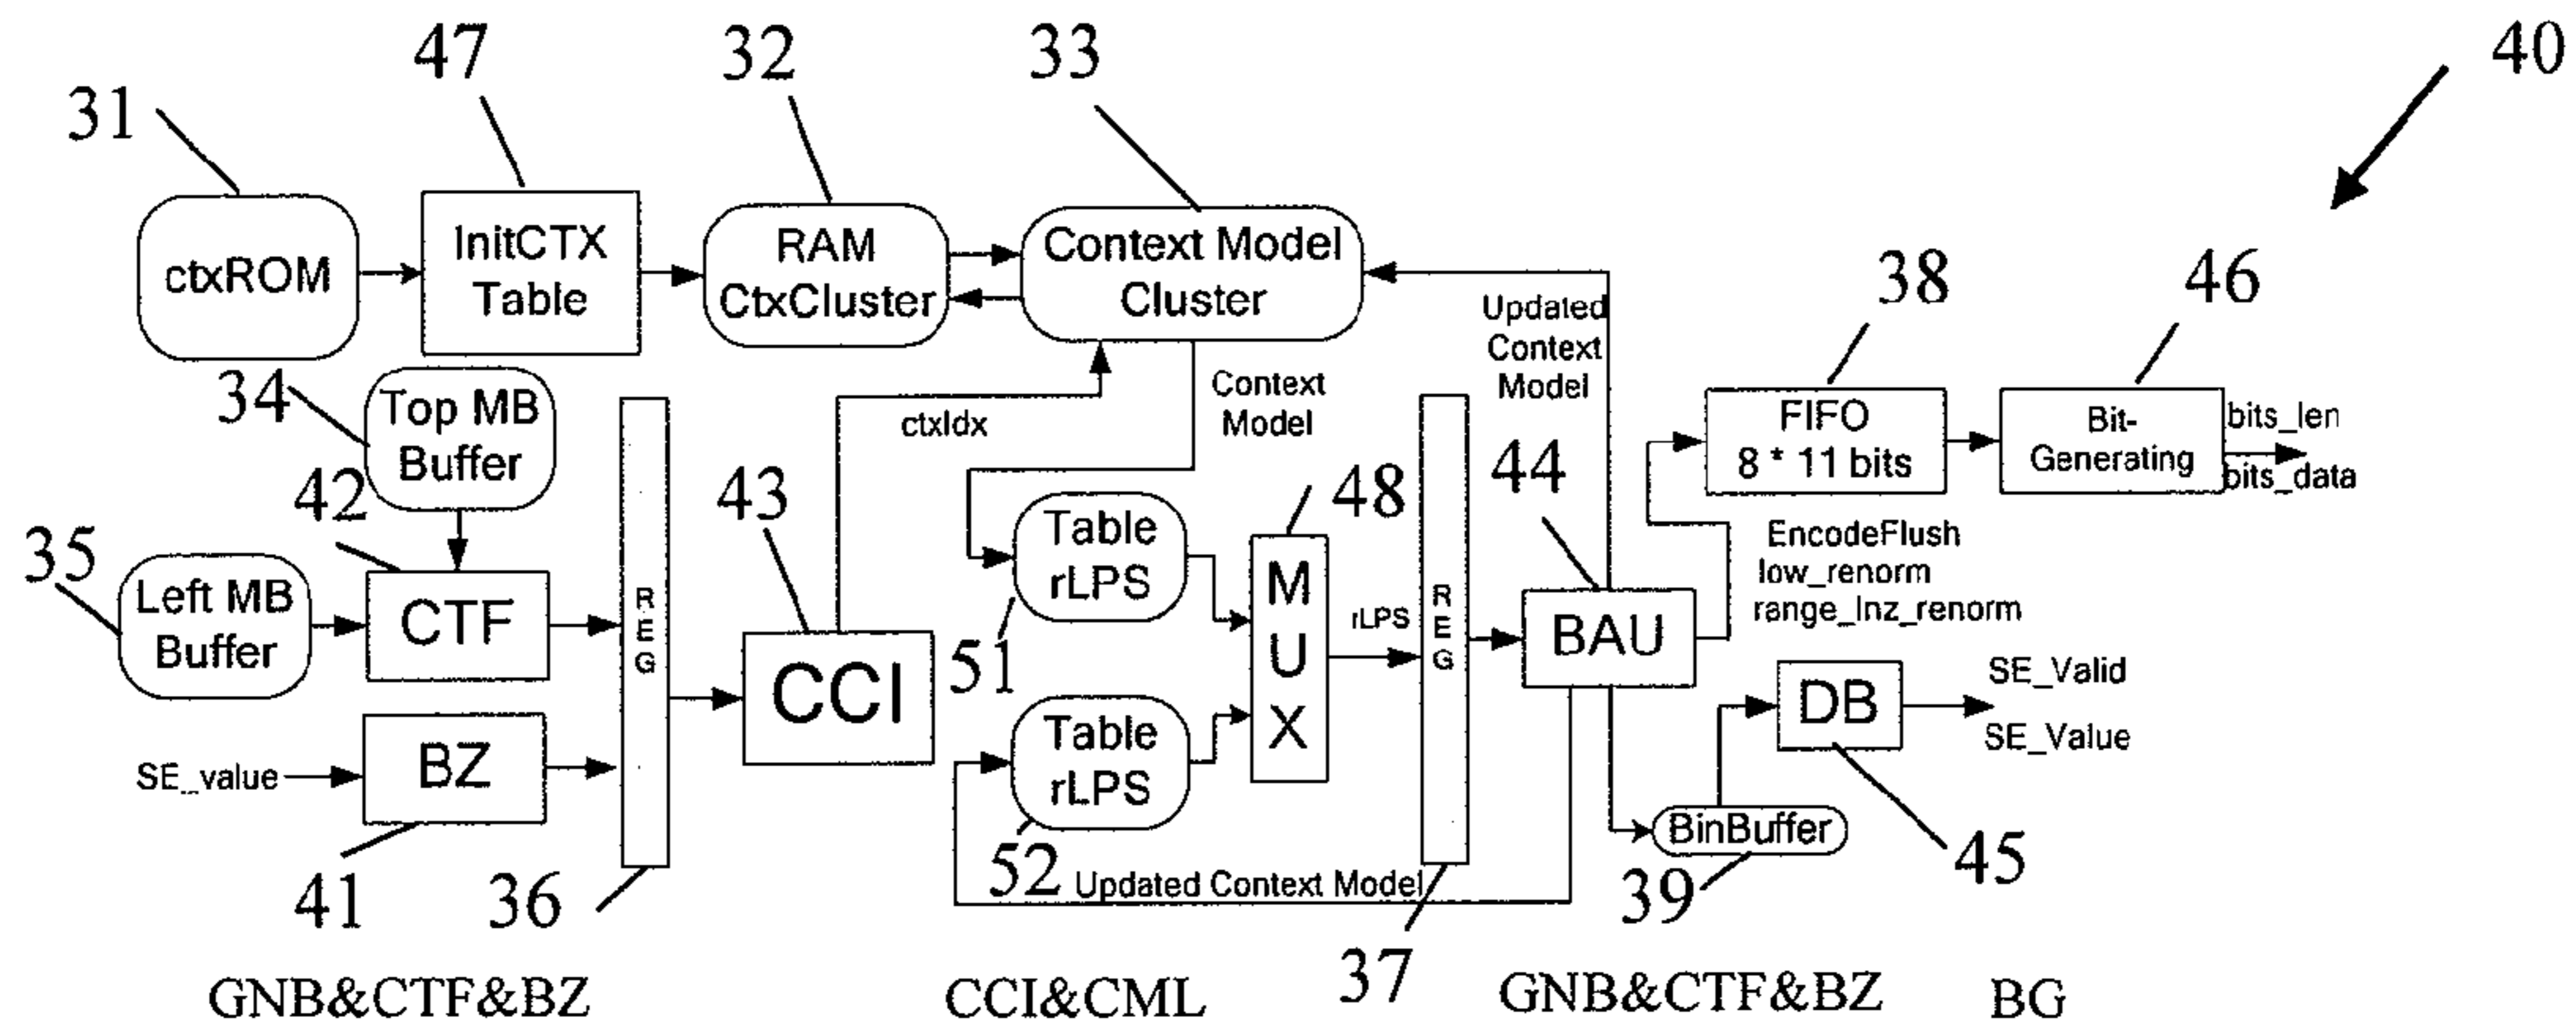 40
47
32
33
31
ctxROM
InitCTX
Table
RAM
CtxCluster
Context Model
Cluster
38
46
Updated
Context
Model
34
Top MB
Buffer
ctxIdx
Context
Model
FIFO
8 * 11 bits
Bit-
Generating
bits_len
bits_data
42
43
48
44
35
Left MB
Buffer
CTF
REG
CCI
Table
rLPS
51
MUX
rLPS
REG
BAU
EncodeFlush
low_renorm
range_lnz_renorm
SE_value
BZ
Table
rLPS
52
DB
SE_Valid
SE_Value
BinBuffer
41
36
Updated Context Model
37
39
45
GNB&CTF&BZ
CCI&CML
GNB&CTF&BZ
BG